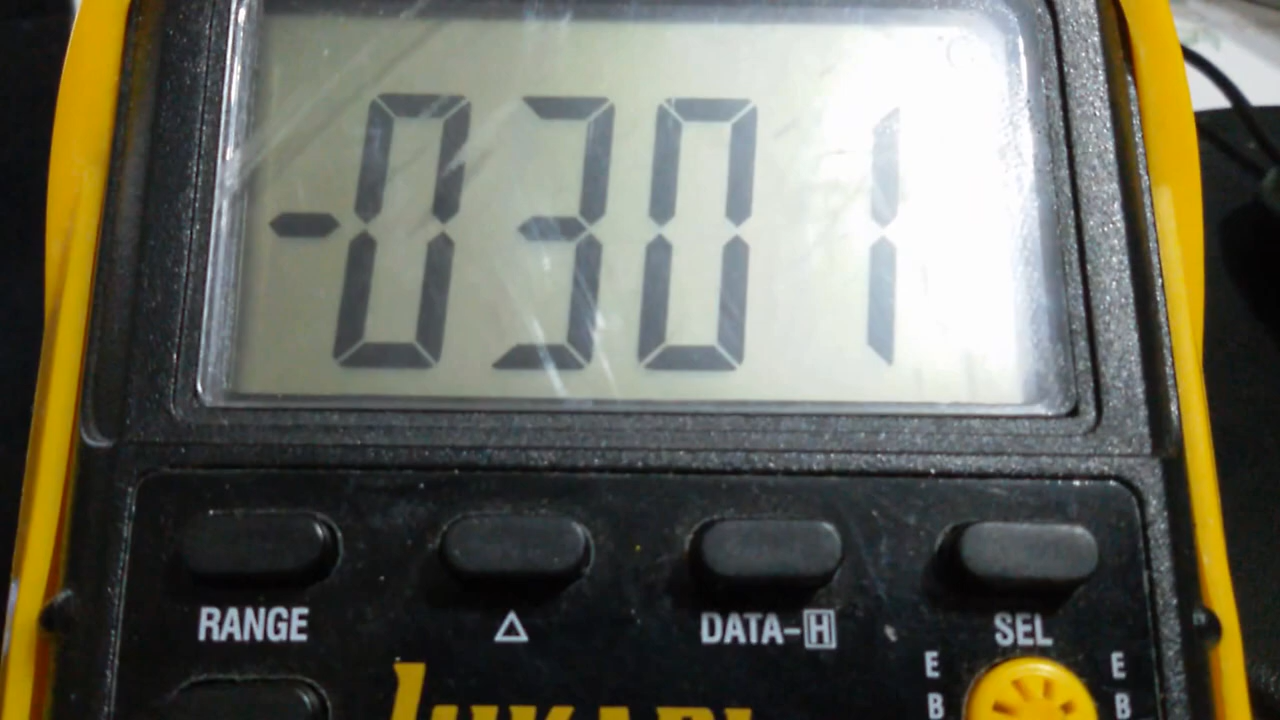 -0301
RANGE △ DATA-H SEL
E E
B B